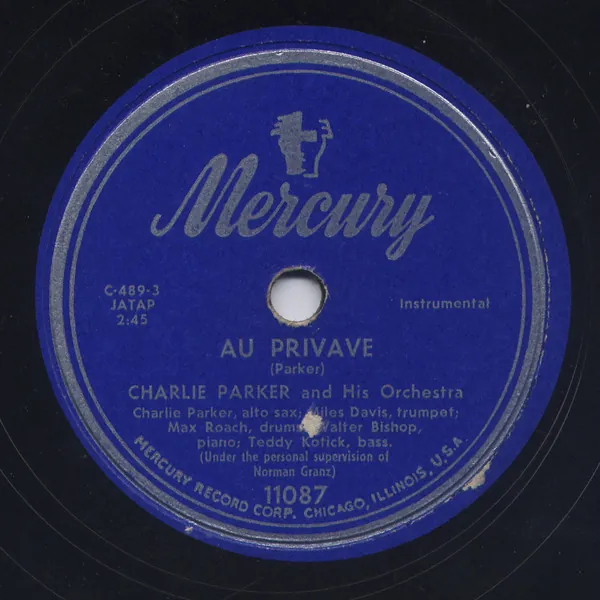 Mercury
C-489-3
JATAP
2:45
Instrumental
AU PRIVAVE
(Parker)
CHARLIE PARKER and His Orchestra
Charlie Parker, alto sax; Miles Davis, trumpet;
Max Roach, drums; Walter Bishop,
piano; Teddy Kotick, bass.
(Under the personal supervision of
Norman Granz)
11087
MERCURY RECORD CORP. CHICAGO, ILLINOIS, U.S.A.